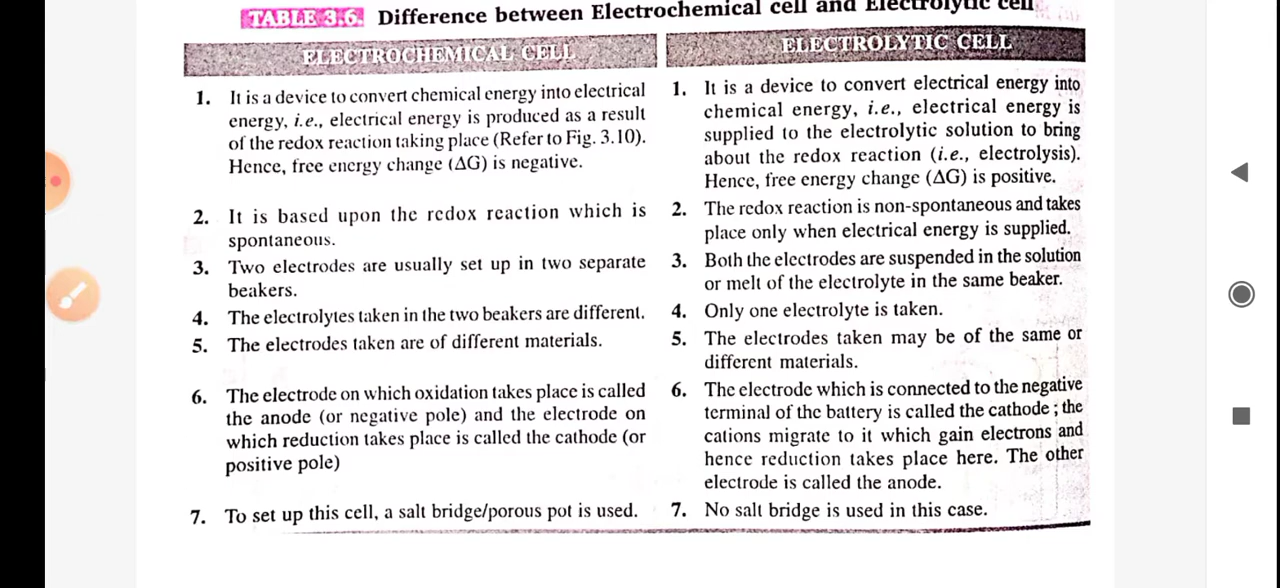 TABLE 3.6. Difference between Electrochemical cell and Electrolytic cell
ELECTROCHEMICAL CELL
1. It is a device to convert chemical energy into electrical
energy, i.e., electrical energy is produced as a result
of the redox reaction taking place (Refer to Fig. 3.10).
Hence, free energy change (ΔG) is negative.
2. It is based upon the redox reaction which is
spontaneous.
3. Two electrodes are usually set up in two separate
beakers.
4. The electrolytes taken in the two beakers are different.
5. The electrodes taken are of different materials.
6. The electrode on which oxidation takes place is called
the anode (or negative pole) and the electrode on
which reduction takes place is called the cathode (or
positive pole)
7. To set up this cell, a salt bridge/porous pot is used.
ELECTROLYTIC CELL
1. It is a device to convert electrical energy into
chemical energy, i.e., electrical energy is
supplied to the electrolytic solution to bring
about the redox reaction (i.e., electrolysis).
Hence, free energy change (ΔG) is positive.
2. The redox reaction is non-spontaneous and takes
place only when electrical energy is supplied.
3. Both the electrodes are suspended in the solution
or melt of the electrolyte in the same beaker.
4. Only one electrolyte is taken.
5. The electrodes taken may be of the same or
different materials.
6. The electrode which is connected to the negative
terminal of the battery is called the cathode ; the
cations migrate to it which gain electrons and
hence reduction takes place here. The other
electrode is called the anode.
7. No salt bridge is used in this case.